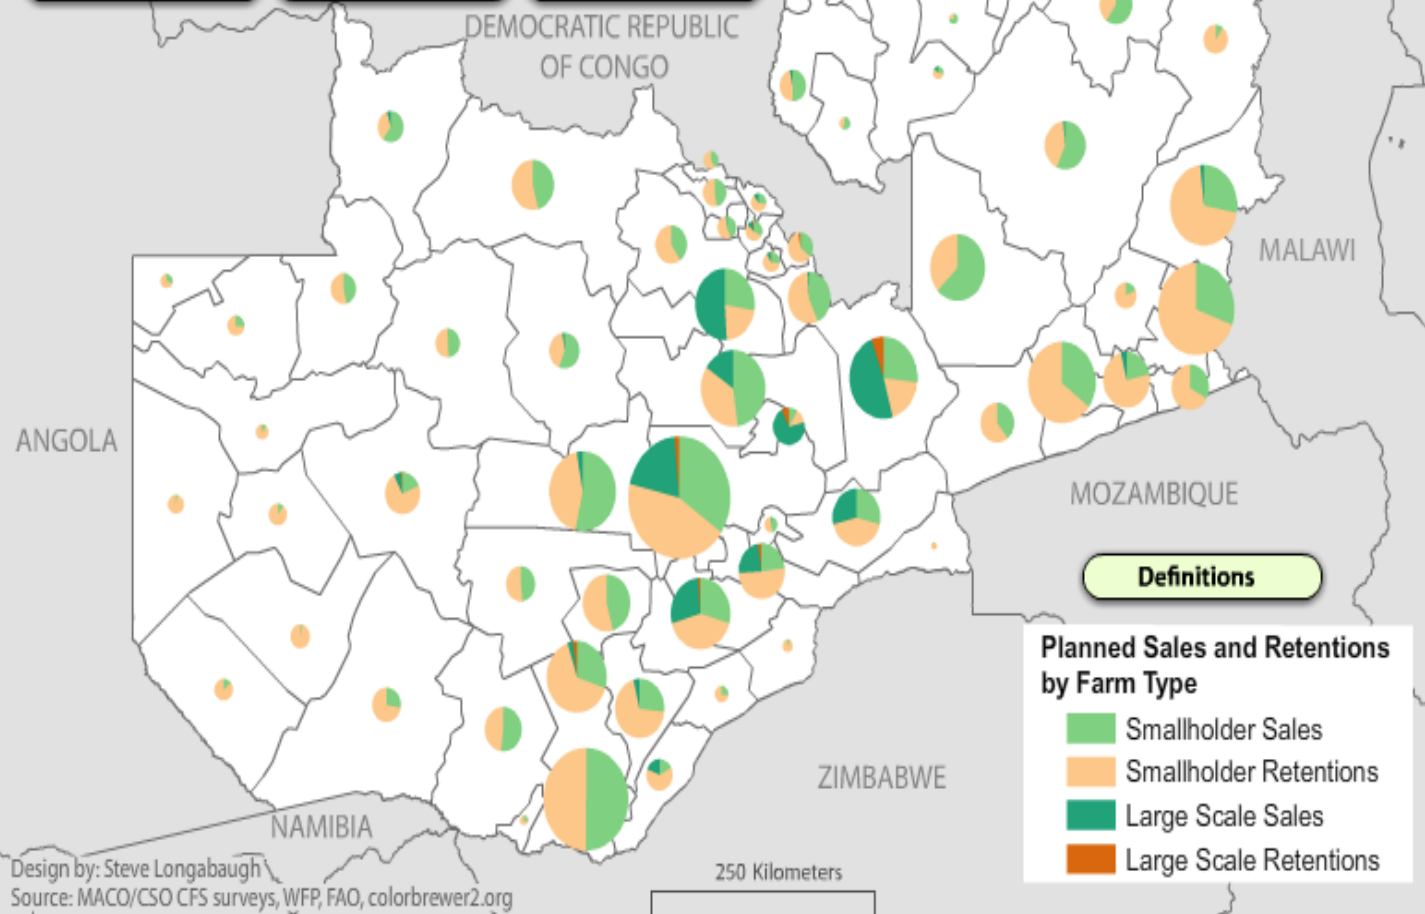 DEMOCRATIC REPUBLIC
OF CONGO
MALAWI
ANGOLA
MOZAMBIQUE
Definitions
Planned Sales and Retentions
by Farm Type
Smallholder Sales
Smallholder Retentions
Large Scale Sales
Large Scale Retentions
ZIMBABWE
NAMIBIA
Design by: Steve Longabaugh
Source: MACO/CSO CFS surveys, WFP, FAO, colorbrewer2.org
250 Kilometers